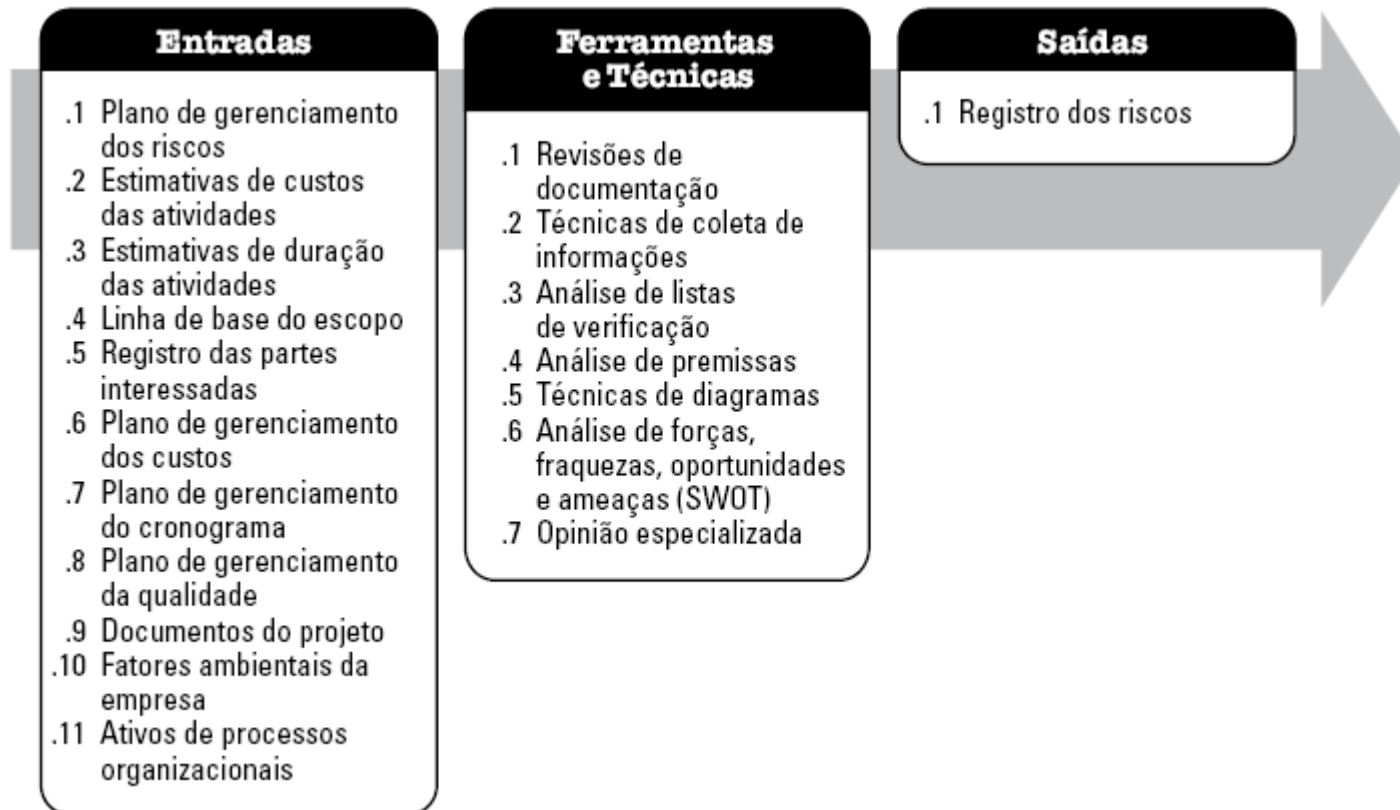 Entradas
.1 Plano de gerenciamento
dos riscos
.2 Estimativas de custos
das atividades
.3 Estimativas de duração
das atividades
.4 Linha de base do escopo
.5 Registro das partes
interessadas
.6 Plano de gerenciamento
dos custos
.7 Plano de gerenciamento
do cronograma
.8 Plano de gerenciamento
da qualidade
.9 Documentos do projeto
.10 Fatores ambientais da
empresa
.11 Ativos de processos
organizacionais
Ferramentas
e Técnicas
.1 Revisões de
documentação
.2 Técnicas de coleta de
informações
.3 Análise de listas
de verificação
.4 Análise de premissas
.5 Técnicas de diagramas
.6 Análise de forças,
fraquezas, oportunidades
e ameaças (SWOT)
.7 Opinião especializada
Saídas
.1 Registro dos riscos